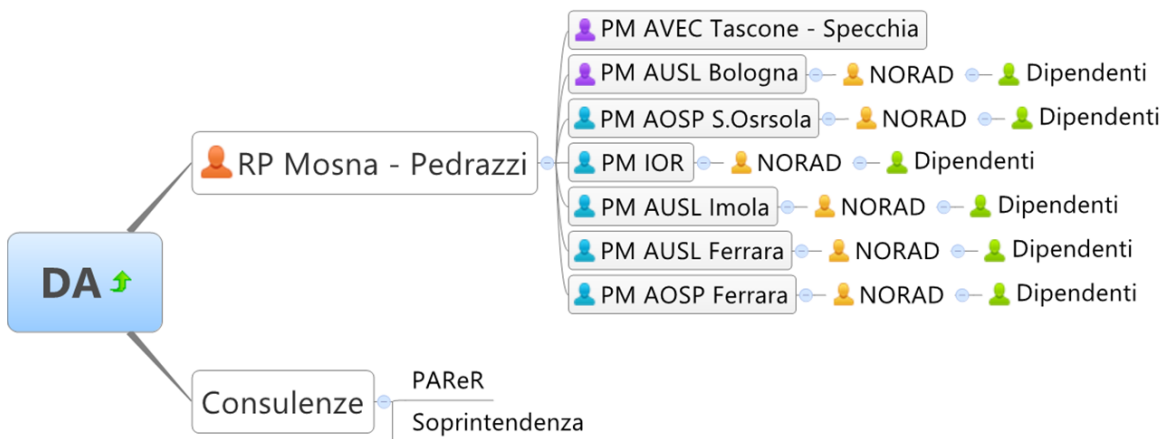 PM AVEC Tascone - Specchia
PM AUSL Bologna NORAD Dipendenti
PM AOSP S.Osrsola NORAD Dipendenti
RP Mosna - Pedrazzi
PM IOR NORAD Dipendenti
PM AUSL Imola NORAD Dipendenti
PM AUSL Ferrara NORAD Dipendenti
DA
PM AOSP Ferrara NORAD Dipendenti
Consulenze
PAReR
Soprintendenza